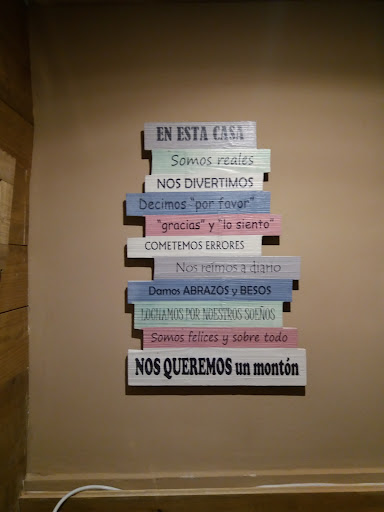 EN ESTA CASA
Somos reales
NOS DIVERTIMOS
Decimos "por favor"
"gracias" y "lo siento"
COMETEMOS ERRORES
Nos reímos a diario
Damos ABRAZOS y BESOS
LUCHAMOS POR NUESTROS SUEÑOS
Somos felices y sobre todo
NOS QUEREMOS un montón